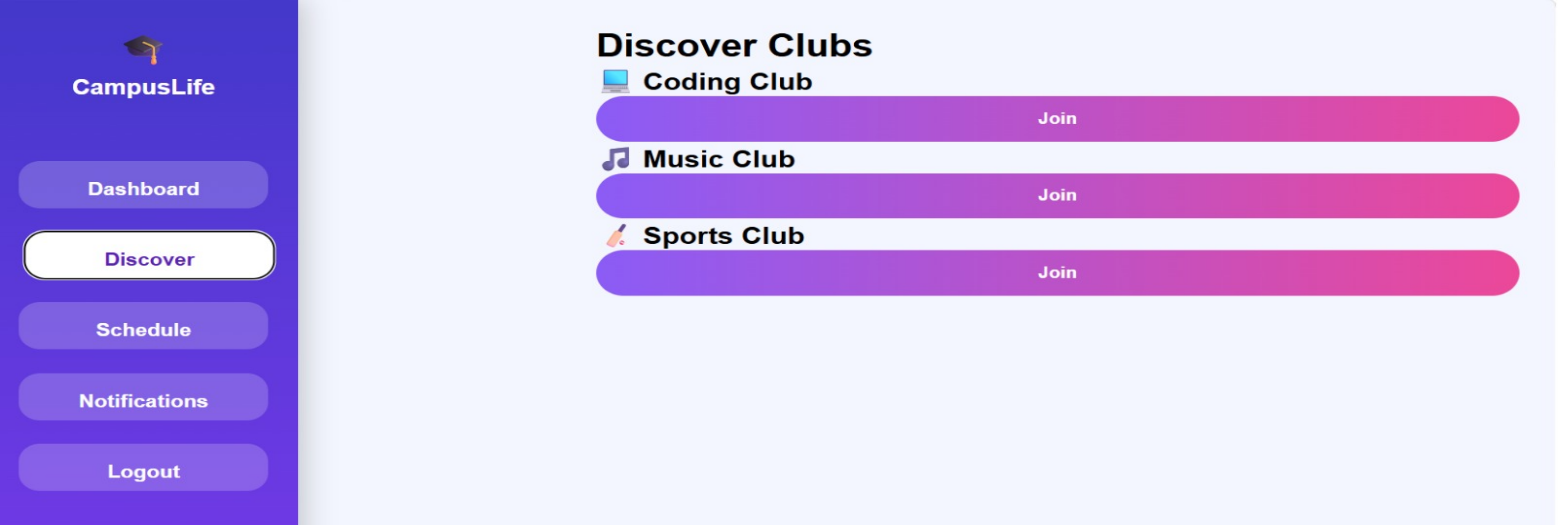 CampusLife
Dashboard
Discover
Schedule
Notifications
Logout
Discover Clubs
Coding Club
Join
Music Club
Join
Sports Club
Join